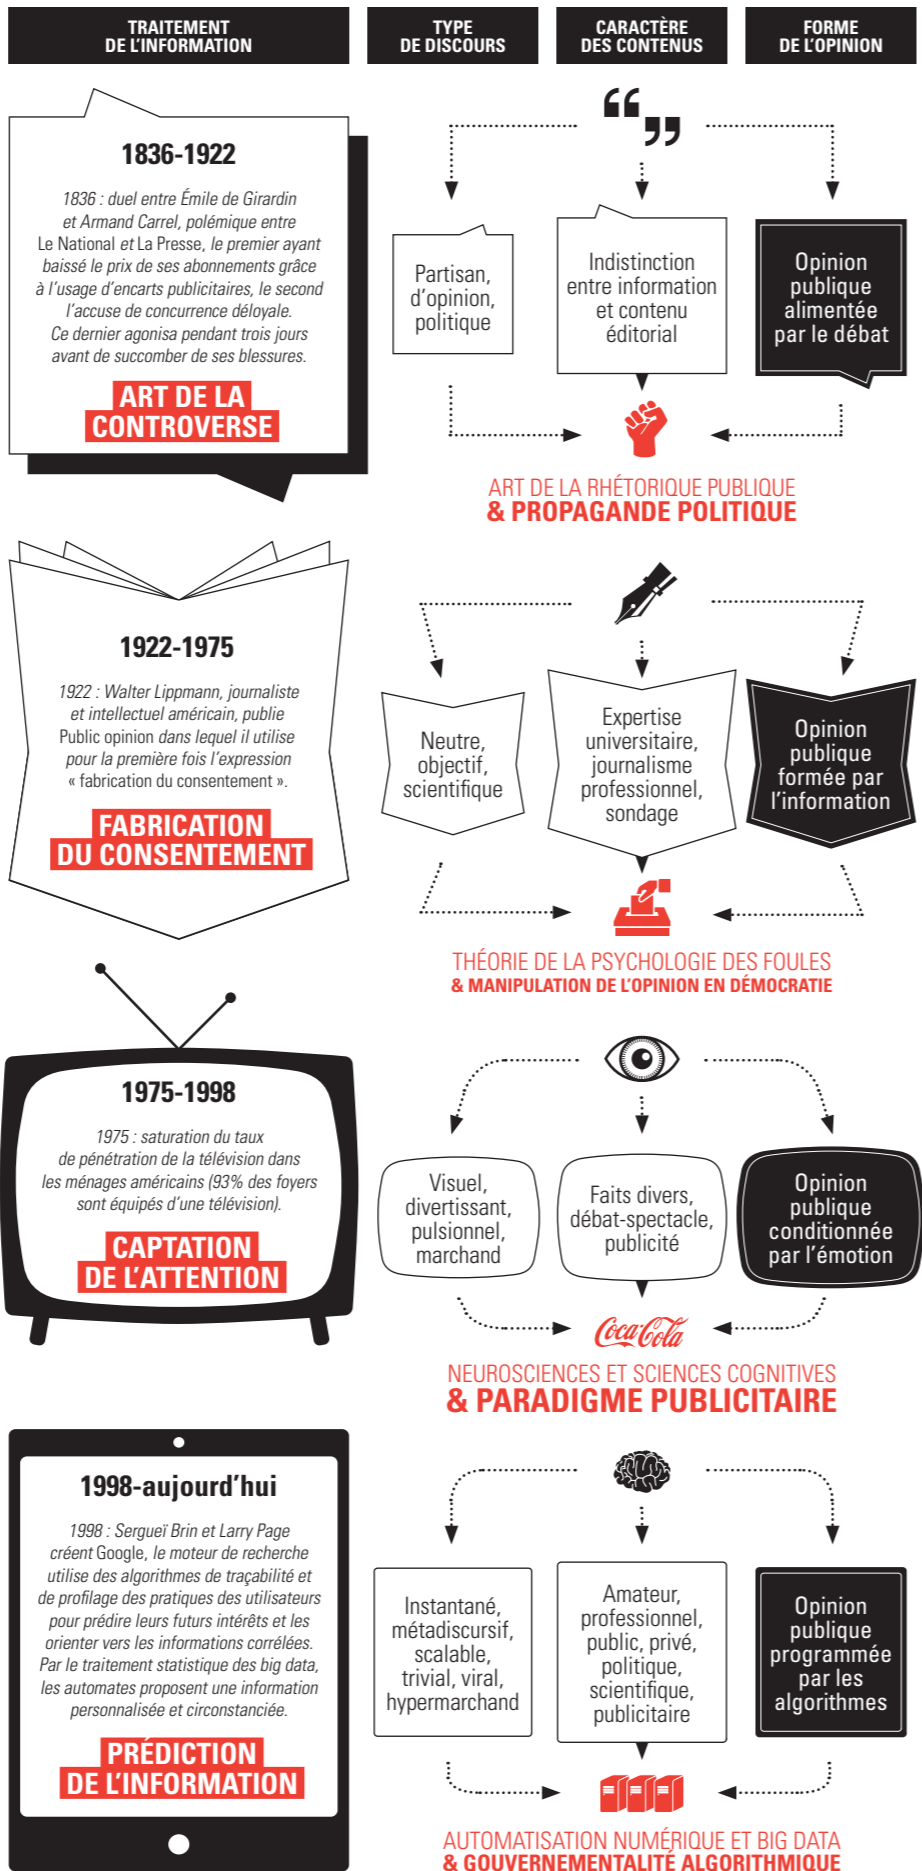 TRAITEMENT
DE L'INFORMATION
TYPE
DE DISCOURS
CARACTÈRE
DES CONTENUS
FORME
DE L'OPINION
1836-1922
1836 : duel entre Émile de Girardin
et Armand Carrel, polémique entre
Le National et La Presse, le premier ayant
baissé le prix de ses abonnements grâce
à l'usage d'encarts publicitaires, le second
l'accuse de concurrence déloyale.
Ce dernier agonisa pendant trois jours
avant de succomber de ses blessures.
ART DE LA
CONTROVERSE
Partisan,
d'opinion,
politique
Indistinction
entre information
et contenu
éditorial
Opinion
publique
alimentée
par le débat
ART DE LA RHÉTORIQUE PUBLIQUE
& PROPAGANDE POLITIQUE
1922-1975
1922 : Walter Lippmann, journaliste
et intellectuel américain, publie
Public opinion dans lequel il utilise
pour la première fois l'expression
« fabrication du consentement ».
FABRICATION
DU CONSENTEMENT
Neutre,
objectif,
scientifique
Expertise
universitaire,
journalisme
professionnel,
sondage
Opinion
publique
formée par
l'information
THÉORIE DE LA PSYCHOLOGIE DES FOULES
& MANIPULATION DE L'OPINION EN DÉMOCRATIE
1975-1998
1975 : saturation du taux
de pénétration de la télévision dans
les ménages américains (93% des foyers
sont équipés d'une télévision).
CAPTATION
DE L'ATTENTION
Visuel,
divertissant,
pulsionnel,
marchand
Faits divers,
débat-spectacle,
publicité
Opinion
publique
conditionnée
par l'émotion
Coca-Cola
NEUROSCIENCES ET SCIENCES COGNITIVES
& PARADIGME PUBLICITAIRE
1998-aujourd'hui
1998 : Sergueï Brin et Larry Page
créent Google, le moteur de recherche
utilise des algorithmes de traçabilité et
de profilage des pratiques des utilisateurs
pour prédire leurs futurs intérêts et les
orienter vers les informations corrélées.
Par le traitement statistique des big data,
les automates proposent une information
personnalisée et circonstanciée.
PRÉDICTION
DE L'INFORMATION
Instantané,
métadiscursif,
scalable,
trivial, viral,
hypermarchand
Amateur,
professionnel,
public, privé,
politique,
scientifique,
publicitaire
Opinion
publique
programmée
par les
algorithmes
AUTOMATISATION NUMÉRIQUE ET BIG DATA
& GOUVERNEMENTALITÉ ALGORITHMIQUE